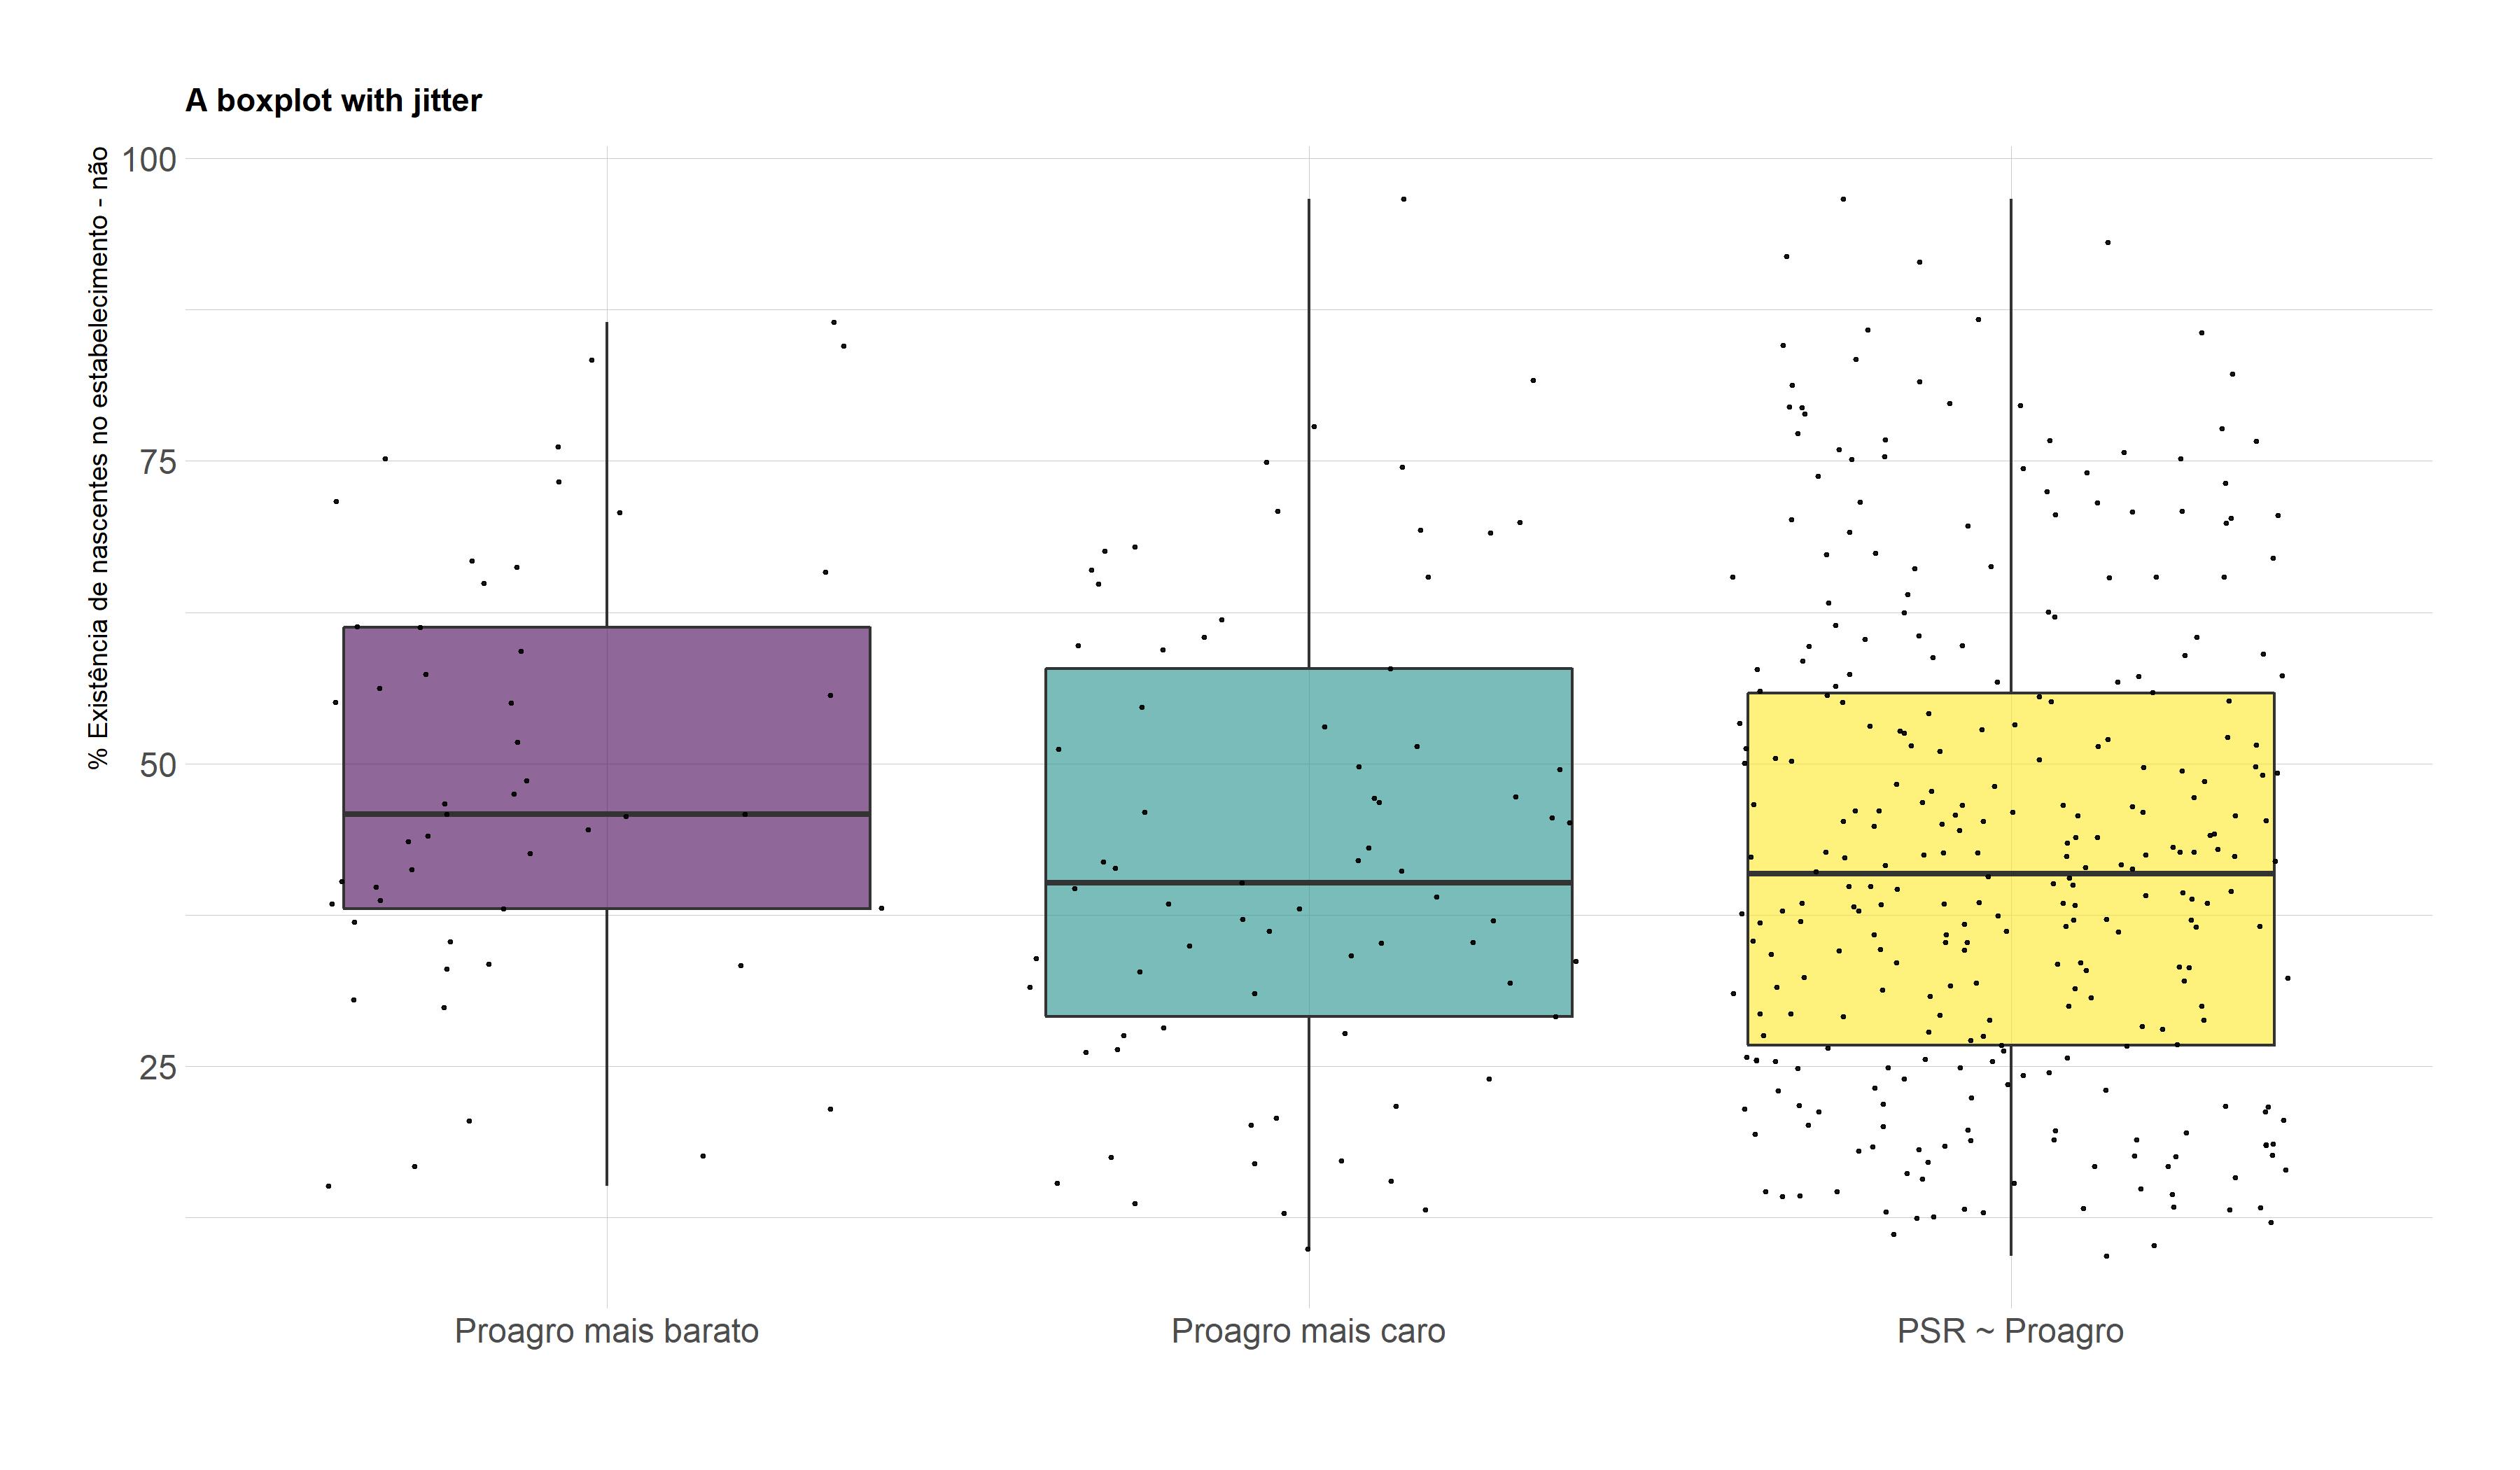 A boxplot with jitter
% Existência de nascentes no estabelecimento - não
100
75
50
25
Proagro mais barato
Proagro mais caro
PSR ~ Proagro